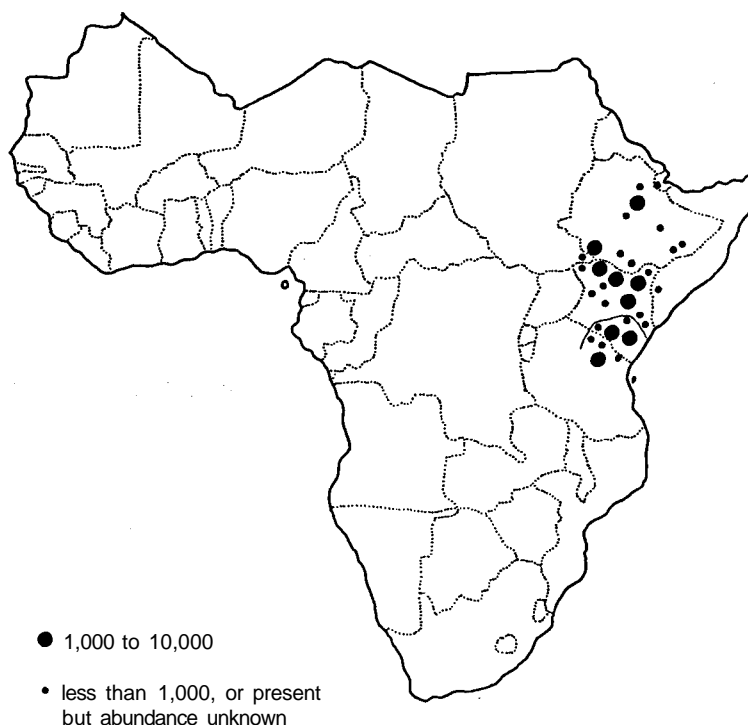 1,000 to 10,000
less than 1,000, or present
but abundance unknown